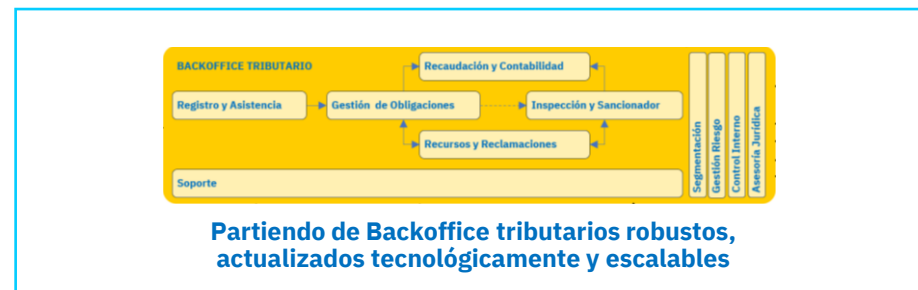 BACKOFFICE TRIBUTARIO
Recaudación y Contabilidad
Registro y Asistencia
Gestión de Obligaciones
Inspección y Sancionador
Recursos y Reclamaciones
Soporte
Segmentación
Gestión Riesgo
Control Interno
Asesoría Jurídica
Partiendo de Backoffice tributarios robustos,
actualizados tecnológicamente y escalables